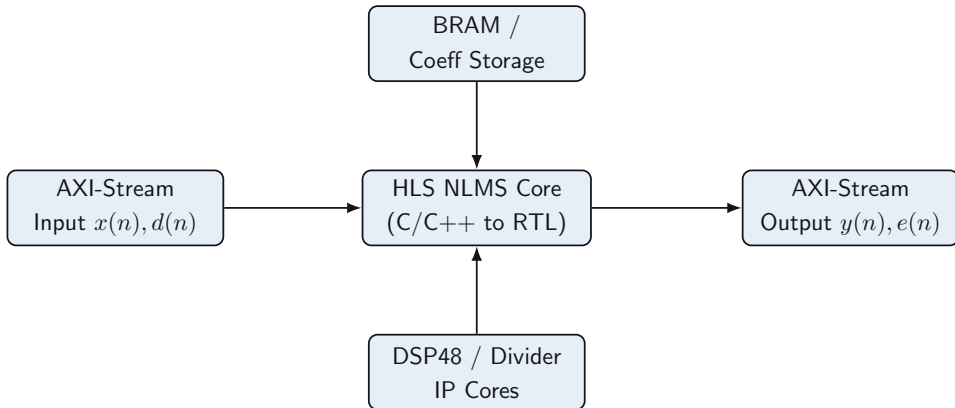 BRAM /
Coeff Storage
AXI-Stream
Input x(n), d(n)
HLS NLMS Core
(C/C++ to RTL)
AXI-Stream
Output y(n), e(n)
DSP48 / Divider
IP Cores